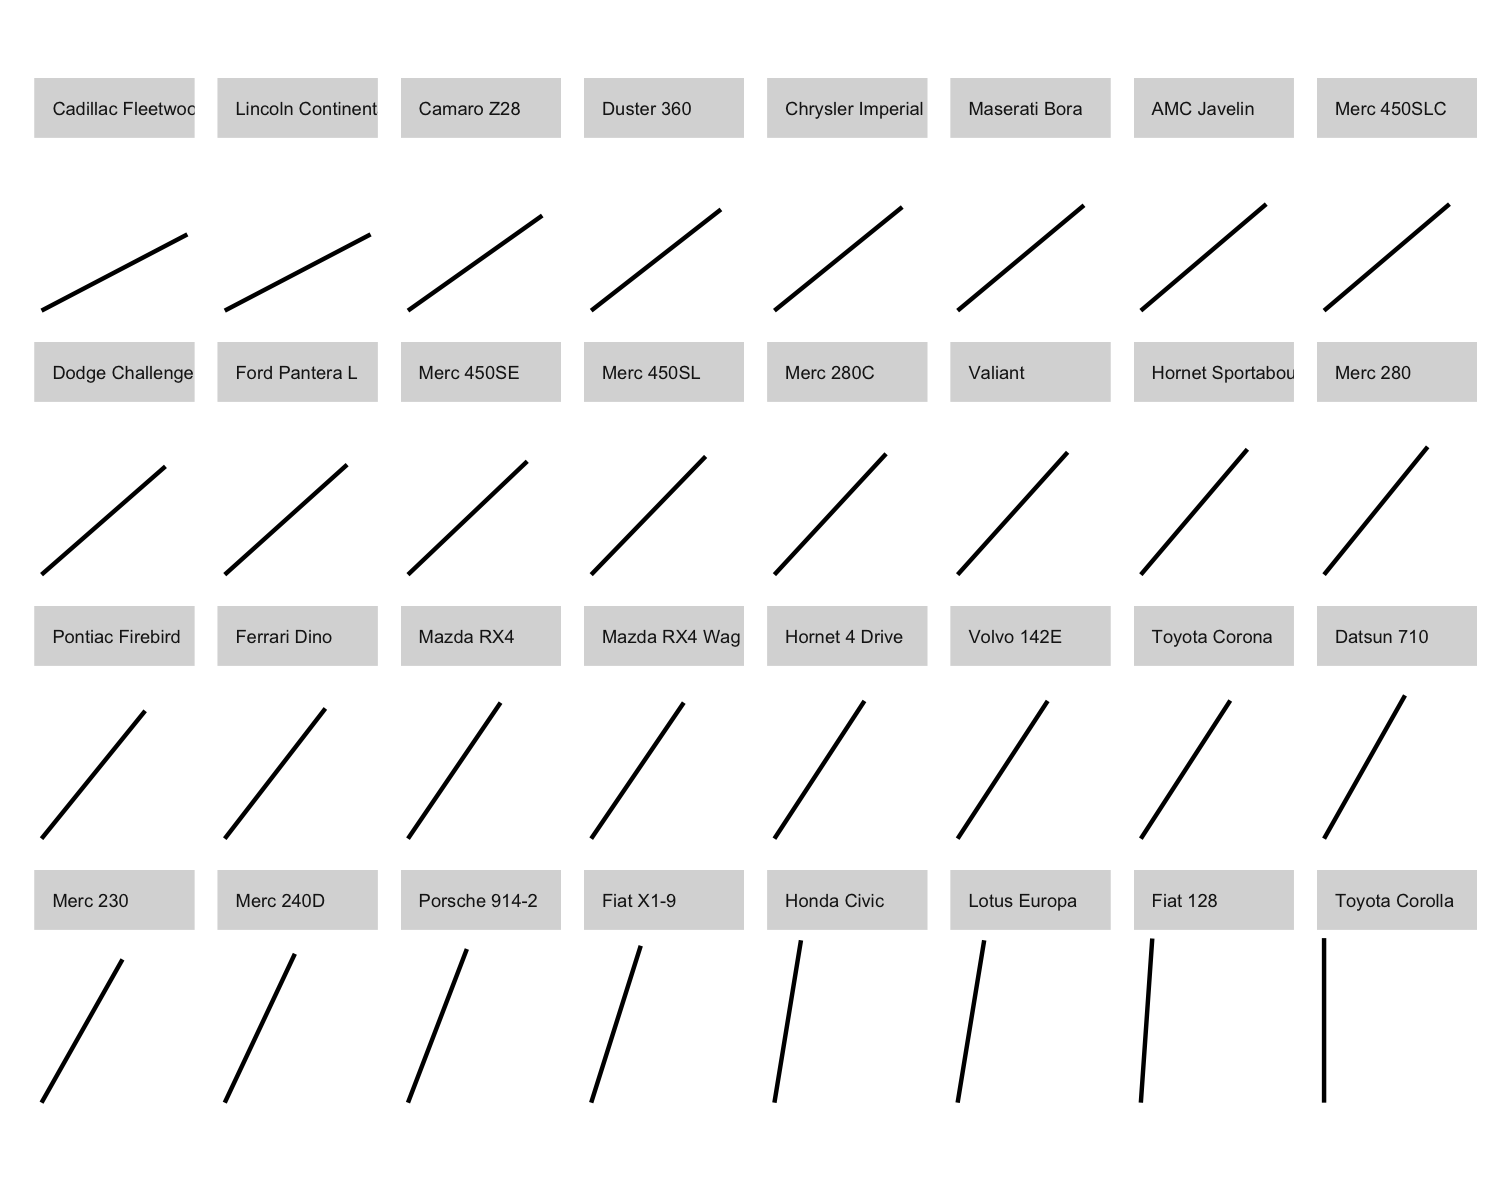 Cadillac Fleetwoo
Lincoln Continent
Camaro Z28
Duster 360
Chrysler Imperial
Maserati Bora
AMC Javelin
Merc 450SLC
Dodge Challenge
Ford Pantera L
Merc 450SE
Merc 450SL
Merc 280C
Valiant
Hornet Sportabou
Merc 280
Pontiac Firebird
Ferrari Dino
Mazda RX4
Mazda RX4 Wag
Hornet 4 Drive
Volvo 142E
Toyota Corona
Datsun 710
Merc 230
Merc 240D
Porsche 914-2
Fiat X1-9
Honda Civic
Lotus Europa
Fiat 128
Toyota Corolla